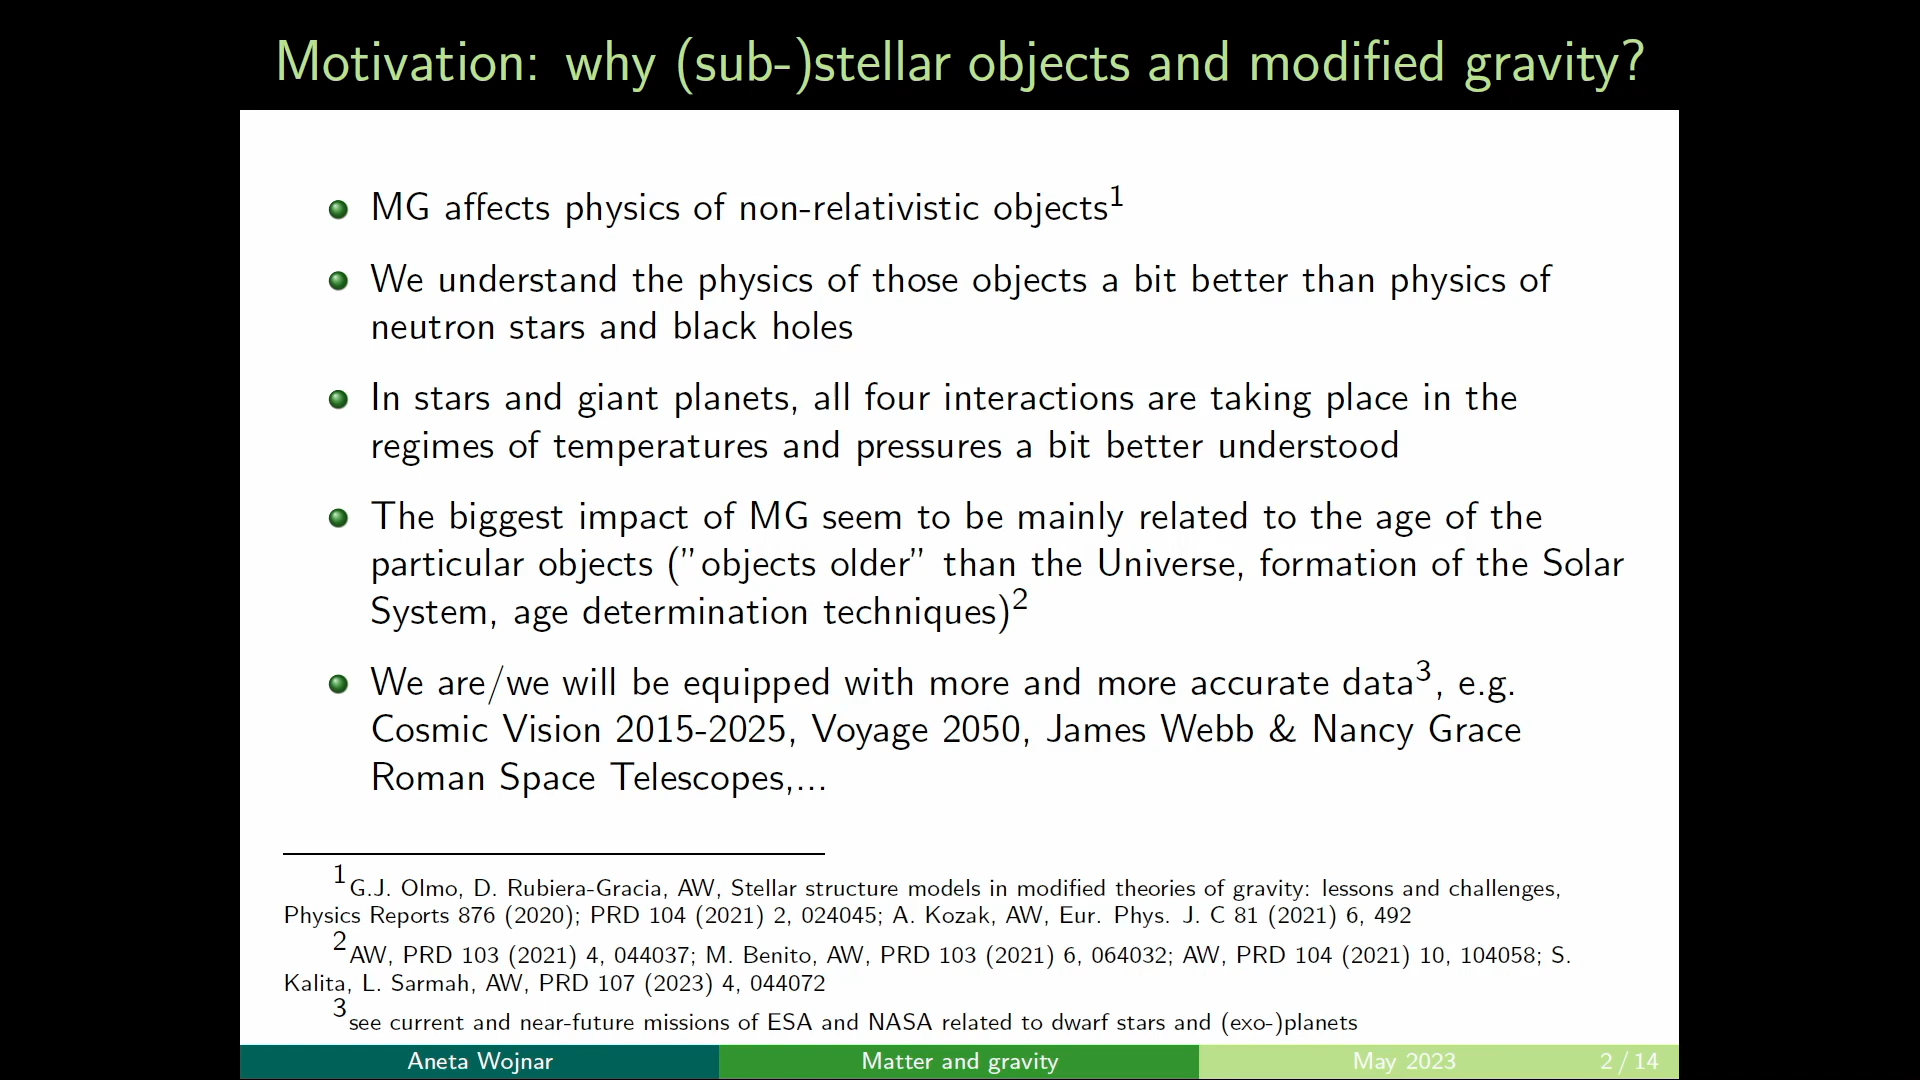 Motivation: why (sub-)stellar objects and modified gravity?
MG affects physics of non-relativistic objects1
We understand the physics of those objects a bit better than physics of
neutron stars and black holes
In stars and giant planets, all four interactions are taking place in the
regimes of temperatures and pressures a bit better understood
The biggest impact of MG seem to be mainly related to the age of the
particular objects ("objects older" than the Universe, formation of the Solar
System, age determination techniques)2
We are/we will be equipped with more and more accurate data3, e.g.
Cosmic Vision 2015-2025, Voyage 2050, James Webb & Nancy Grace
Roman Space Telescopes,...
1G.J. Olmo, D. Rubiera-Gracia, AW, Stellar structure models in modified theories of gravity: lessons and challenges,
Physics Reports 876 (2020); PRD 104 (2021) 2, 024045; A. Kozak, AW, Eur. Phys. J. C 81 (2021) 6, 492
2AW, PRD 103 (2021) 4, 044037; M. Benito, AW, PRD 103 (2021) 6, 064032; AW, PRD 104 (2021) 10, 104058; S.
Kalita, L. Sarmah, AW, PRD 107 (2023) 4, 044072
3see current and near-future missions of ESA and NASA related to dwarf stars and (exo-)planets
Aneta Wojnar Matter and gravity May 2023 2 / 14